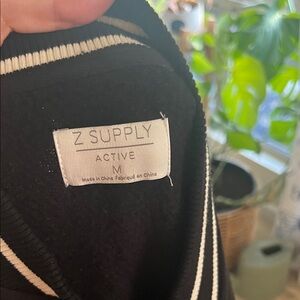 Z SUPPLY
ACTIVE
M
Made in China Fabriqué en Chine